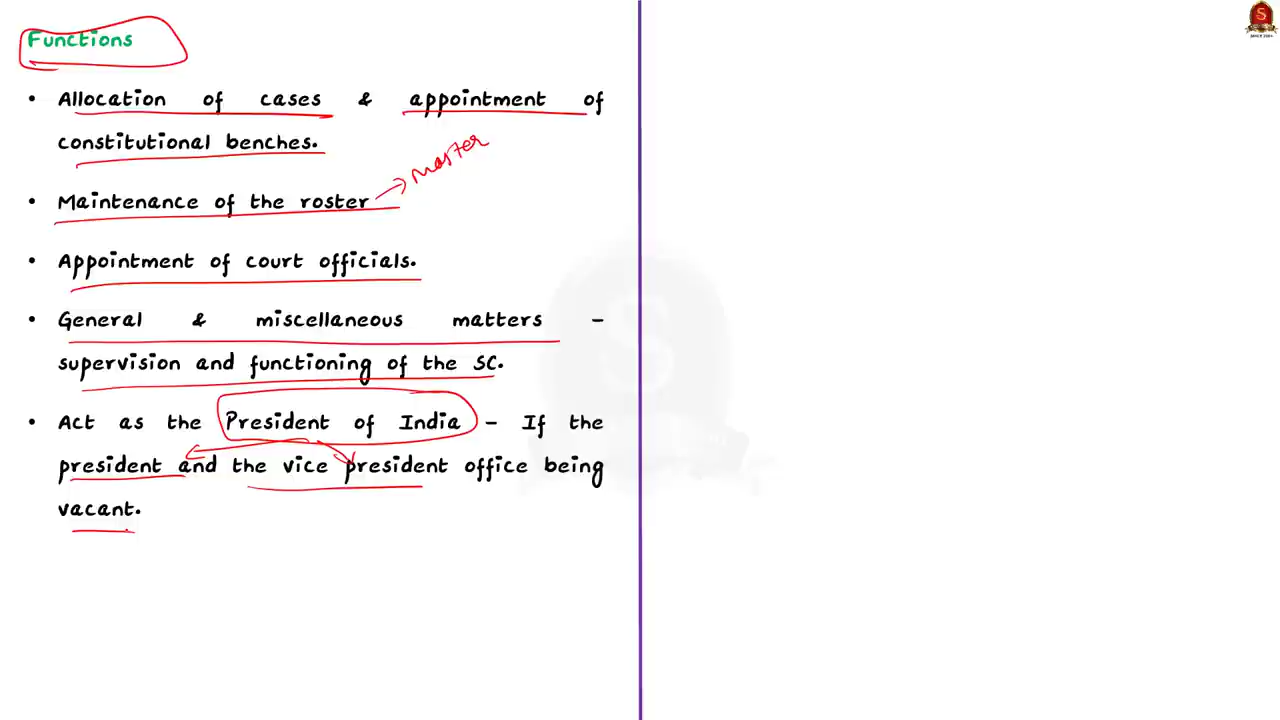 Functions
• Allocation of cases & appointment of
constitutional benches.
master
• Maintenance of the roster
• Appointment of court officials.
• General & miscellaneous matters –
supervision and functioning of the SC.
• Act as the President of India – If the
president and the vice president office being
vacant.